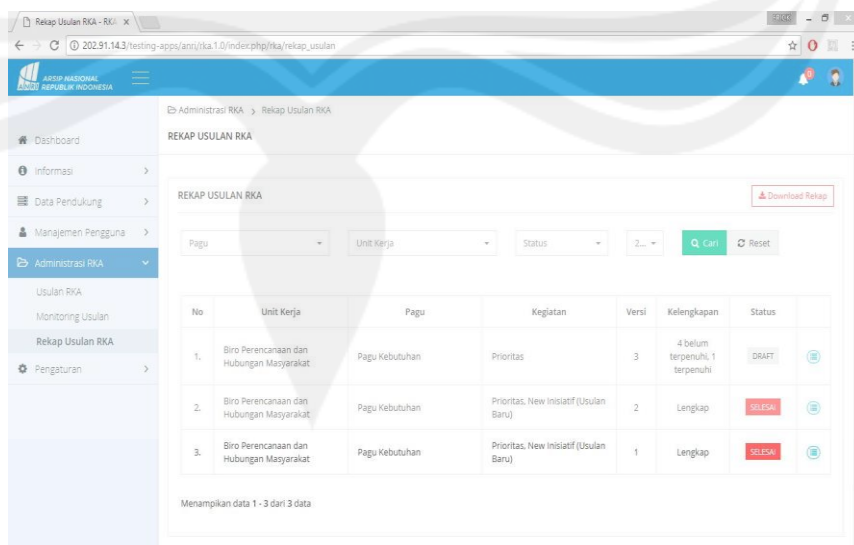 Rekap Usulan RKA - RKA
202.91.14.3/testing-apps/anri/rka.1.0/index.php/rka/rekap_usulan
ARSIP NASIONAL
REPUBLIK INDONESIA
Administrasi RKA > Rekap Usulan RKA
REKAP USULAN RKA
Dashboard
Informasi
Data Pendukung
Manajemen Pengguna
Administrasi RKA
Usulan RKA
Monitoring Usulan
Rekap Usulan RKA
Pengaturan
REKAP USULAN RKA
Download Rekap
Pagu
Unit Kerja
Status
2...
Cari
Reset
No Unit Kerja Pagu Kegiatan Versi Kelengkapan Status
1. Biro Perencanaan dan Hubungan Masyarakat Pagu Kebutuhan Prioritas 3 4 belum terpenuhi, 1 terpenuhi DRAFT
2. Biro Perencanaan dan Hubungan Masyarakat Pagu Kebutuhan Prioritas, New Inisiatif (Usulan Baru) 2 Lengkap SELESAI
3. Biro Perencanaan dan Hubungan Masyarakat Pagu Kebutuhan Prioritas, New Inisiatif (Usulan Baru) 1 Lengkap SELESAI
Menampikan data 1 - 3 dari 3 data